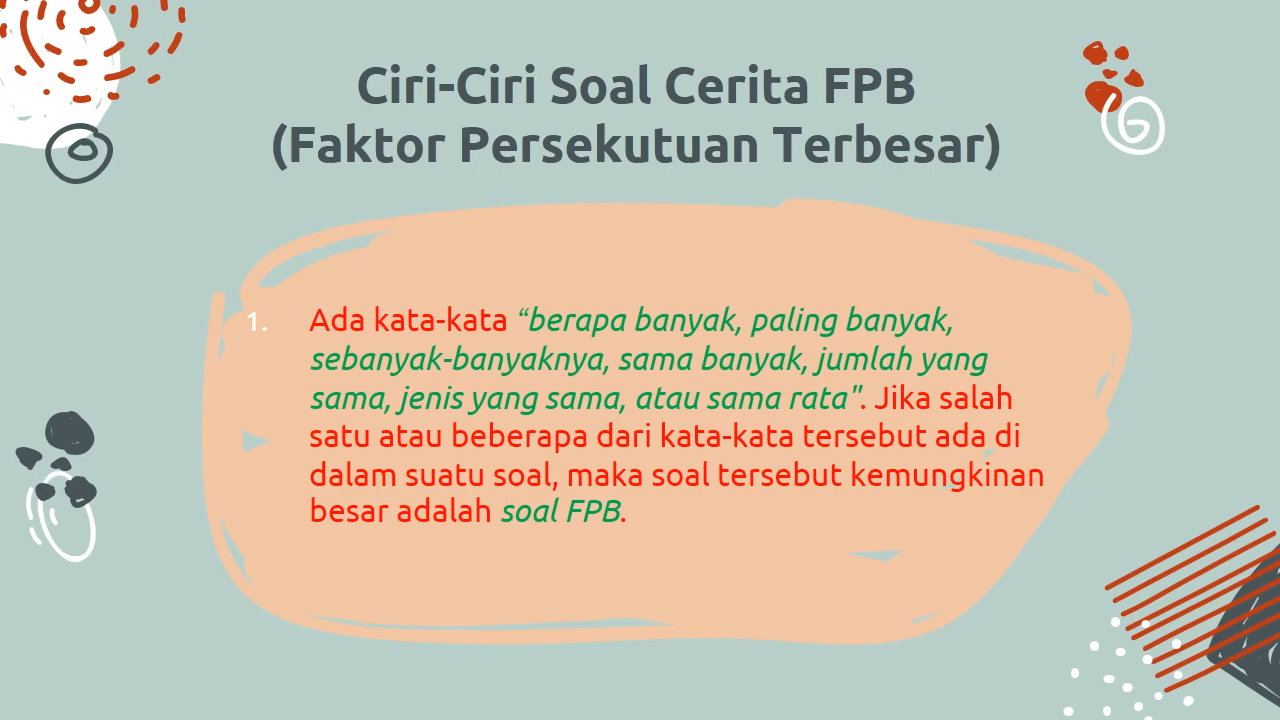 Ciri-Ciri Soal Cerita FPB
(Faktor Persekutuan Terbesar)
1. Ada kata-kata “berapa banyak, paling banyak,
sebanyak-banyaknya, sama banyak, jumlah yang
sama, jenis yang sama, atau sama rata". Jika salah
satu atau beberapa dari kata-kata tersebut ada di
dalam suatu soal, maka soal tersebut kemungkinan
besar adalah soal FPB.